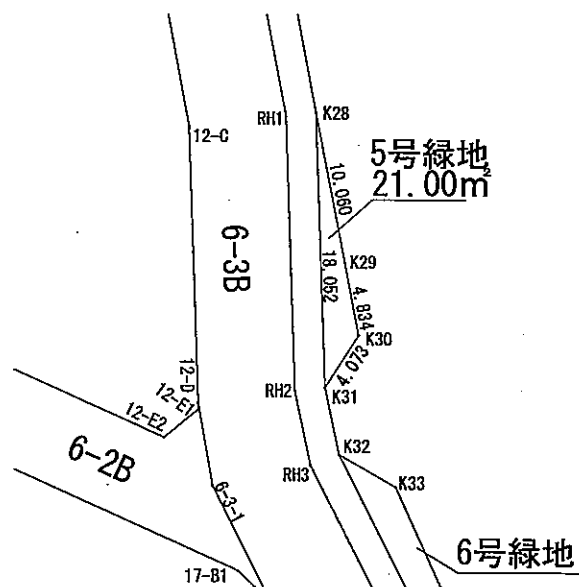 RH1
K28
12-C
5号緑地
21.00㎡
10.060
6-3B
K29
18.052
4.834
K30
4.073
12-D
RH2
K31
12-E1
12-E2
K32
6-2B
RH3
K33
6-3-1
6号緑地
17-B1